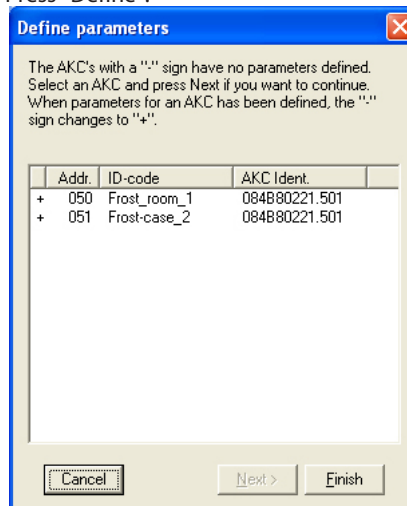 Press "Define".
Define parameters
The AKC's with a "-" sign have no parameters defined.
Select an AKC and press Next if you want to continue.
When parameters for an AKC has been defined, the "-"
sign changes to "+".
Addr. ID-code AKC Ident.
+ 050 Frost_room_1 084B80221.501
+ 051 Frost-case_2 084B80221.501
Cancel Next > Finish